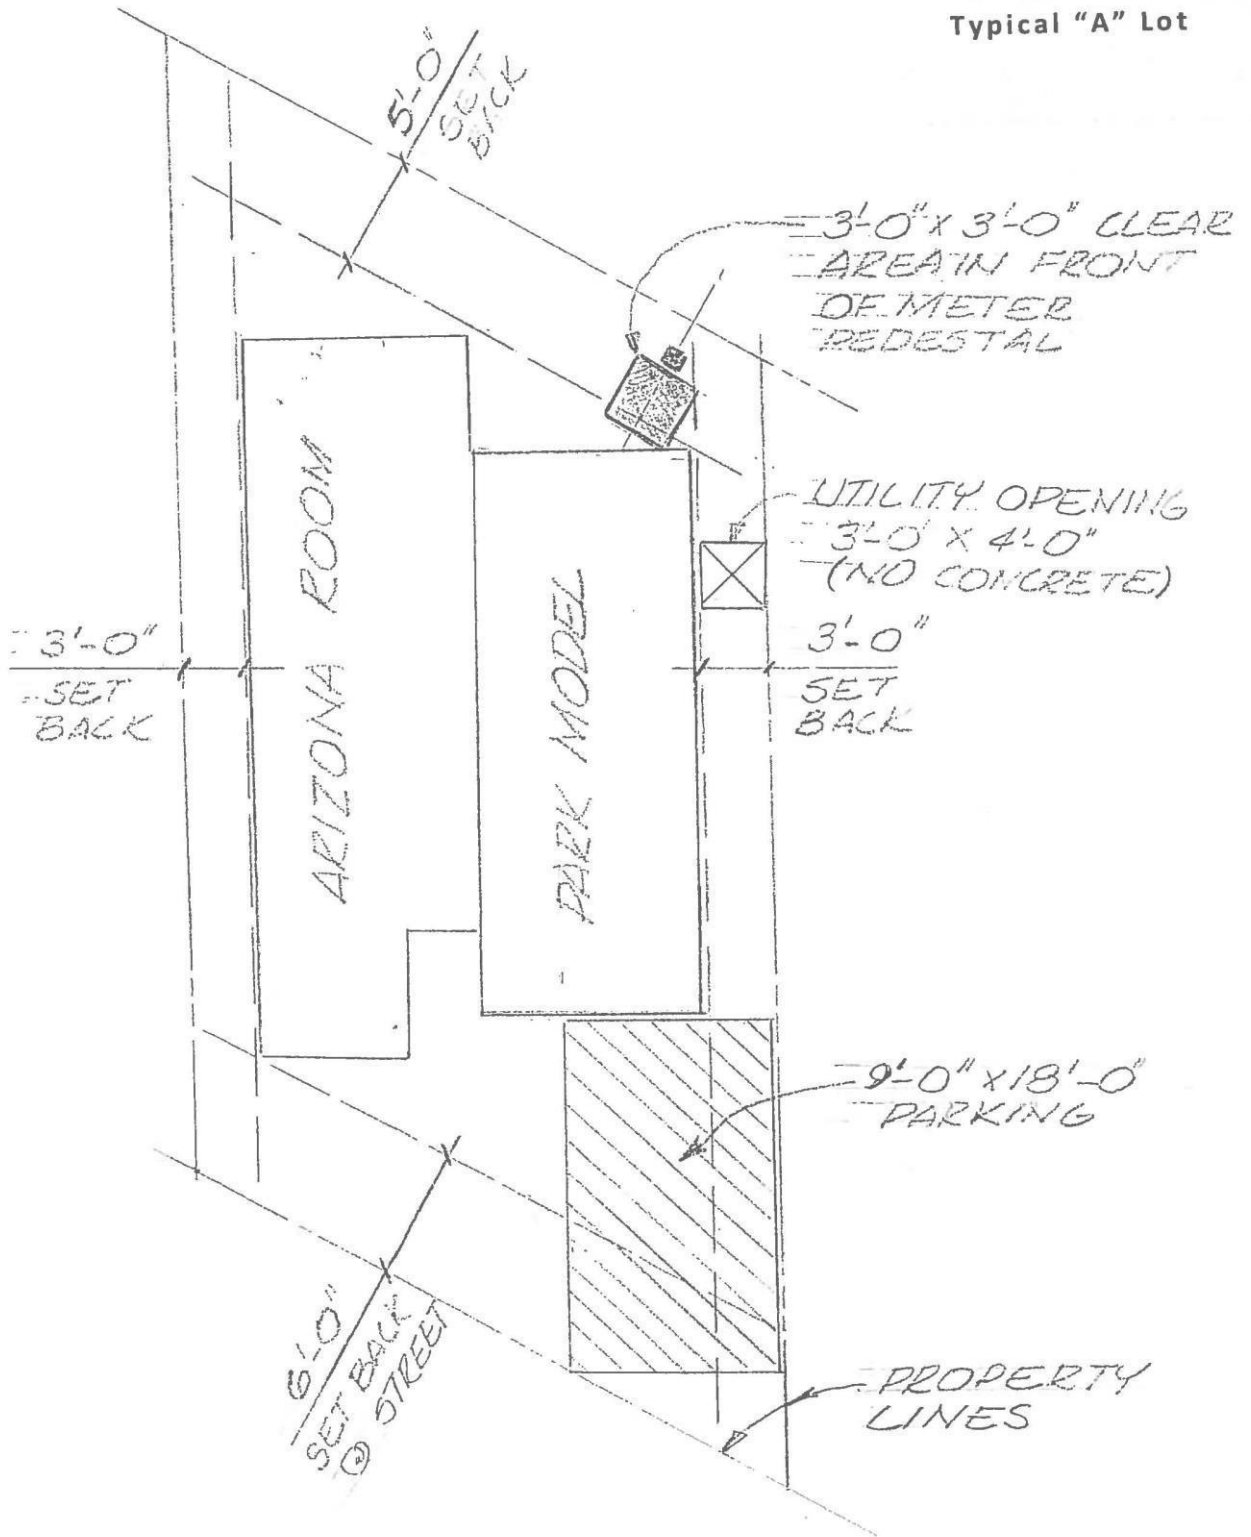 Typical “A” Lot
5'-0"
SET
BACK
3'-0" X 3'-0" CLEAR
AREA IN FRONT
OF METER
PEDESTAL
UTILITY OPENING
3'-0" X 4'-0"
(NO CONCRETE)
ARIZONA ROOM
PARK MODEL
3'-0"
SET
BACK
3'-0"
SET
BACK
9'-0" X 18'-0"
PARKING
6'-0"
SET BACK
@ STREET
PROPERTY
LINES